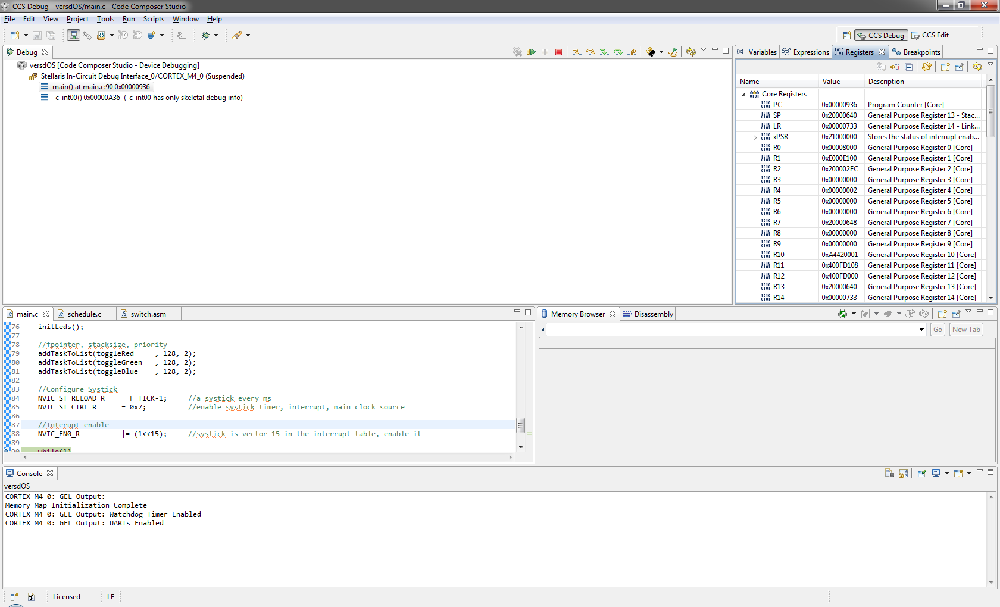 CCS Debug - versdOS/main.c - Code Composer Studio
File Edit View Project Tools Run Scripts Window Help
CCS Debug CCS Edit
Debug
versdOS [Code Composer Studio - Device Debugging]
Stellaris In-Circuit Debug Interface_0/CORTEX_M4_0 (Suspended)
main() at main.c:90 0x00000936
_c_int00() 0x00000A36 (_c_int00 has only skeletal debug info)
(x)= Variables Expressions Registers Breakpoints
Name Value Description
Core Registers
PC 0x00000936 Program Counter [Core]
SP 0x20000640 General Purpose Register 13 - Stac...
LR 0x00000733 General Purpose Register 14 - Link...
xPSR 0x21000000 Stores the status of interrupt enab...
R0 0x00008000 General Purpose Register 0 [Core]
R1 0xE000E100 General Purpose Register 1 [Core]
R2 0x200002FC General Purpose Register 2 [Core]
R3 0x00000000 General Purpose Register 3 [Core]
R4 0x00000002 General Purpose Register 4 [Core]
R5 0x00000000 General Purpose Register 5 [Core]
R6 0x00000000 General Purpose Register 6 [Core]
R7 0x20000648 General Purpose Register 7 [Core]
R8 0x00000000 General Purpose Register 8 [Core]
R9 0x00000000 General Purpose Register 9 [Core]
R10 0xA4420001 General Purpose Register 10 [Core]
R11 0x400FD108 General Purpose Register 11 [Core]
R12 0x400FD000 General Purpose Register 12 [Core]
R13 0x20000640 General Purpose Register 13 [Core]
R14 0x00000733 General Purpose Register 14 [Core]
main.c schedule.c switch.asm
76 initLeds();
77
78 //fpointer, stacksize, priority
79 addTaskToList(toggleRed , 128, 2);
80 addTaskToList(toggleGreen , 128, 2);
81 addTaskToList(toggleBlue , 128, 2);
82
83 //Configure Systick
84 NVIC_ST_RELOAD_R = F_TICK-1; //a systick every ms
85 NVIC_ST_CTRL_R = 0x7; //enable systick timer, interrupt, main clock source
86
87 //Interupt enable
88 NVIC_EN0_R |= (1<<15); //systick is vector 15 in the interrupt table, enable it
89
90 while(1)
Memory Browser Disassembly
* Go New Tab
Console
versdOS
CORTEX_M4_0: GEL Output:
Memory Map Initialization Complete
CORTEX_M4_0: GEL Output: Watchdog Timer Enabled
CORTEX_M4_0: GEL Output: UARTs Enabled
Licensed LE